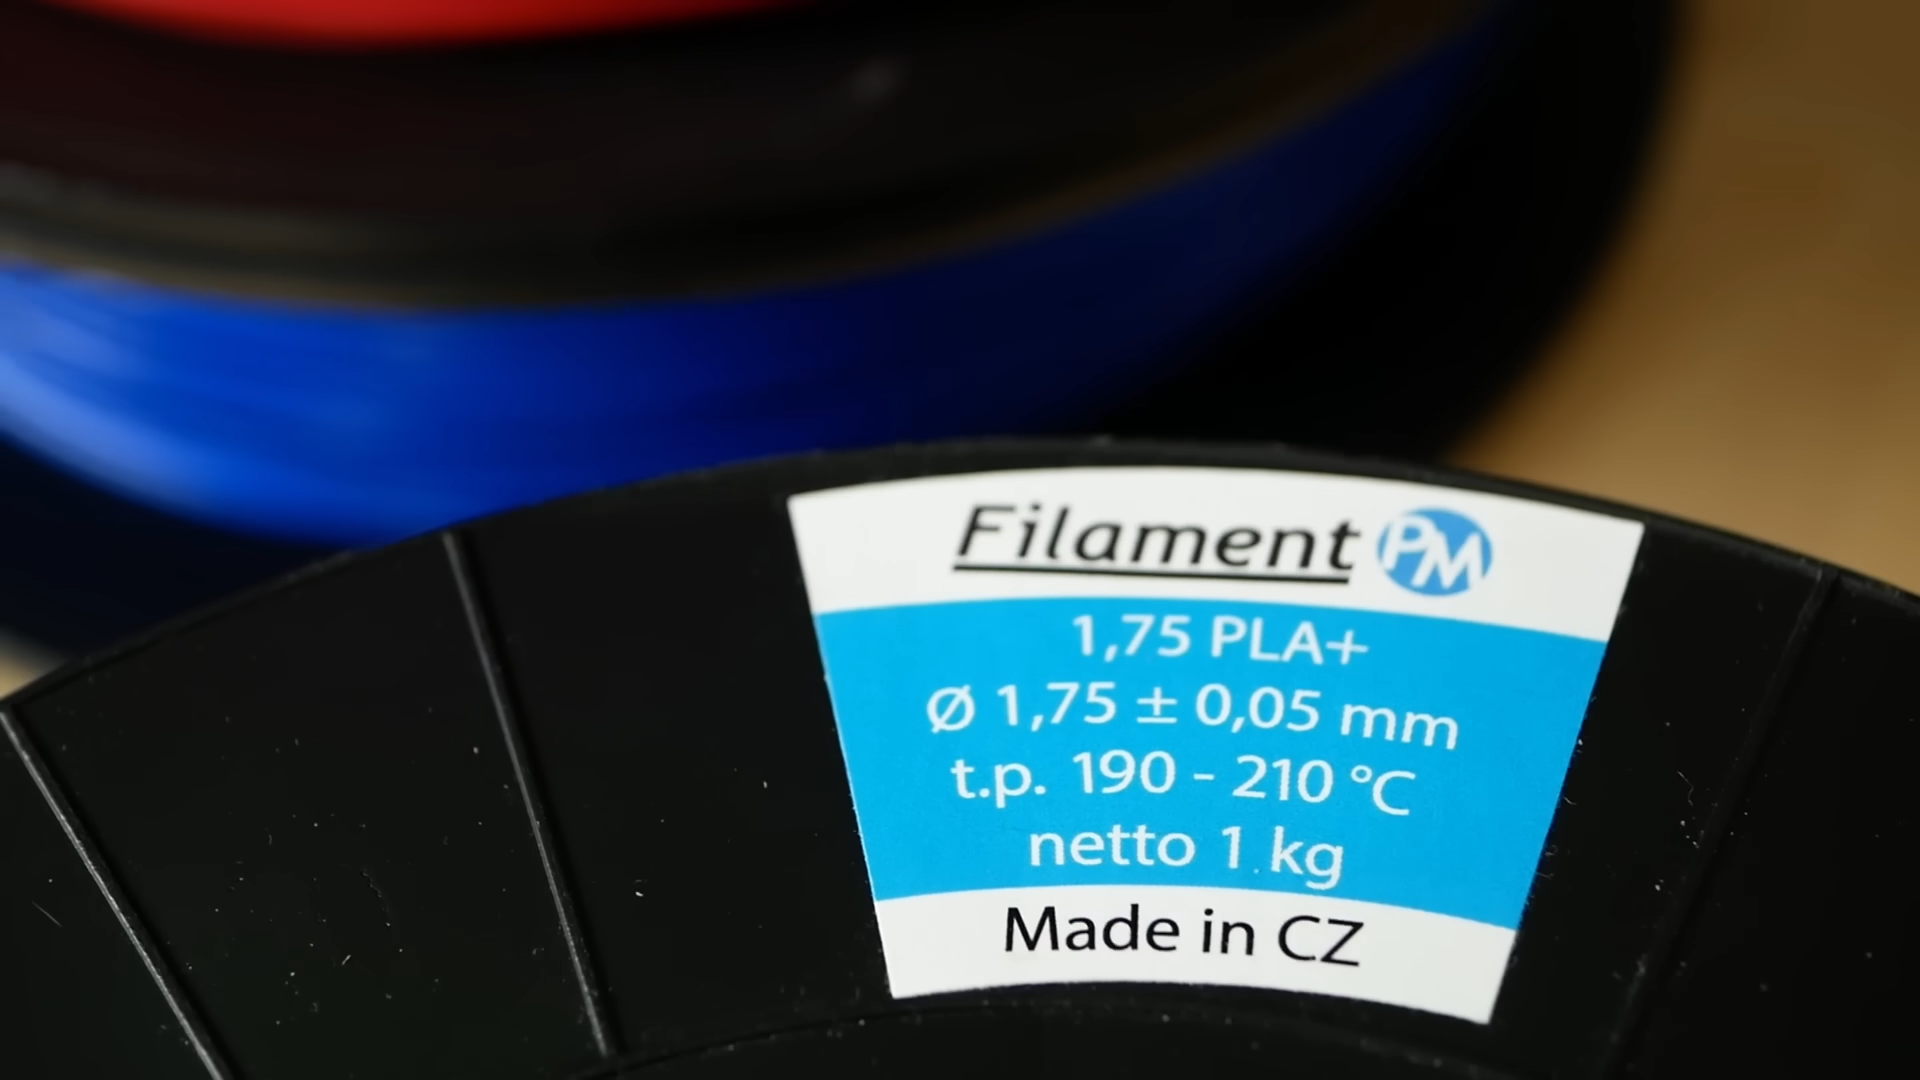 Filament PM
1,75 PLA+
Ø 1,75 ± 0,05 mm
t.p. 190 - 210 °C
netto 1 kg
Made in CZ